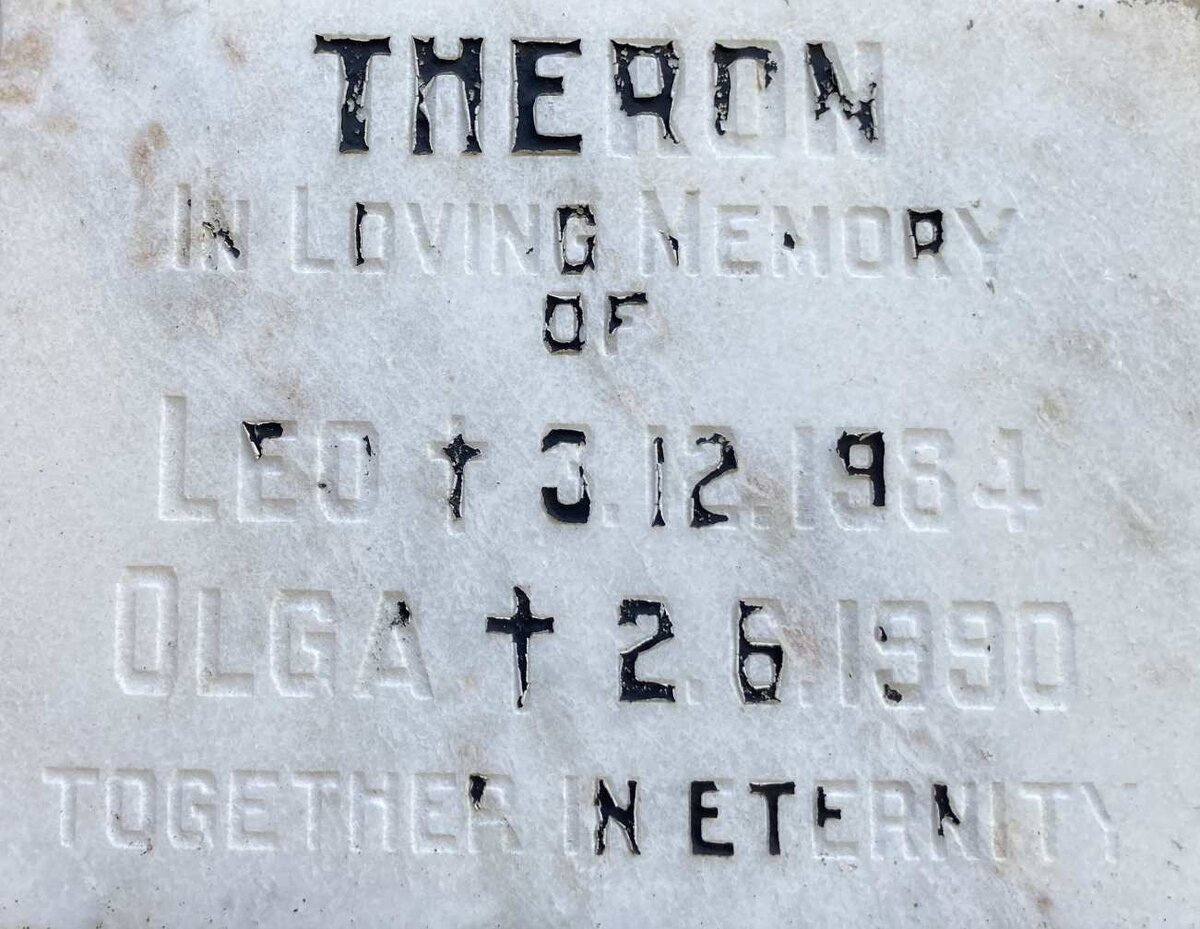 THERON
IN LOVING MEMORY
OF
LEO † 3.12.1964
OLGA † 2.6.1990
TOGETHER IN ETERNITY